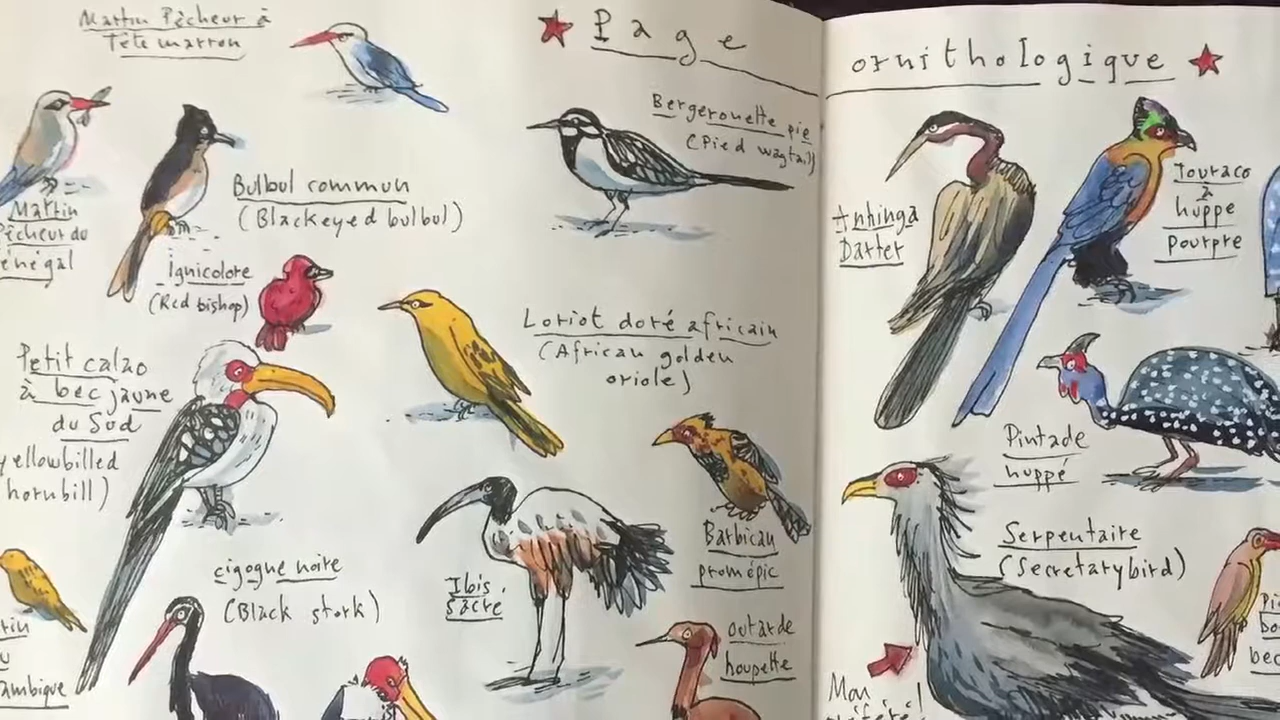 Martin Pêcheur à
Tête marron
★ Page
ornithologique ★
Bergeronette pie
(Pied wagtail)
Bulbul commun
(Blackeyed bulbul)
Martin
Pêcheur du
énégal
Anhinga
Darter
Touraco
à
huppe
pourpre
Ignicolore
(Red bishop)
Loriot doré africain
(African golden
oriole)
Petit calao
à bec jaune
du Sud
yellowbilled
hornbill)
Pintade
huppé
Barbican
promépic
Serpentaire
(Secretarybird)
cigogne noire
(Black stork)
Ibis
sacré
outarde
houpette
ambique
Mon